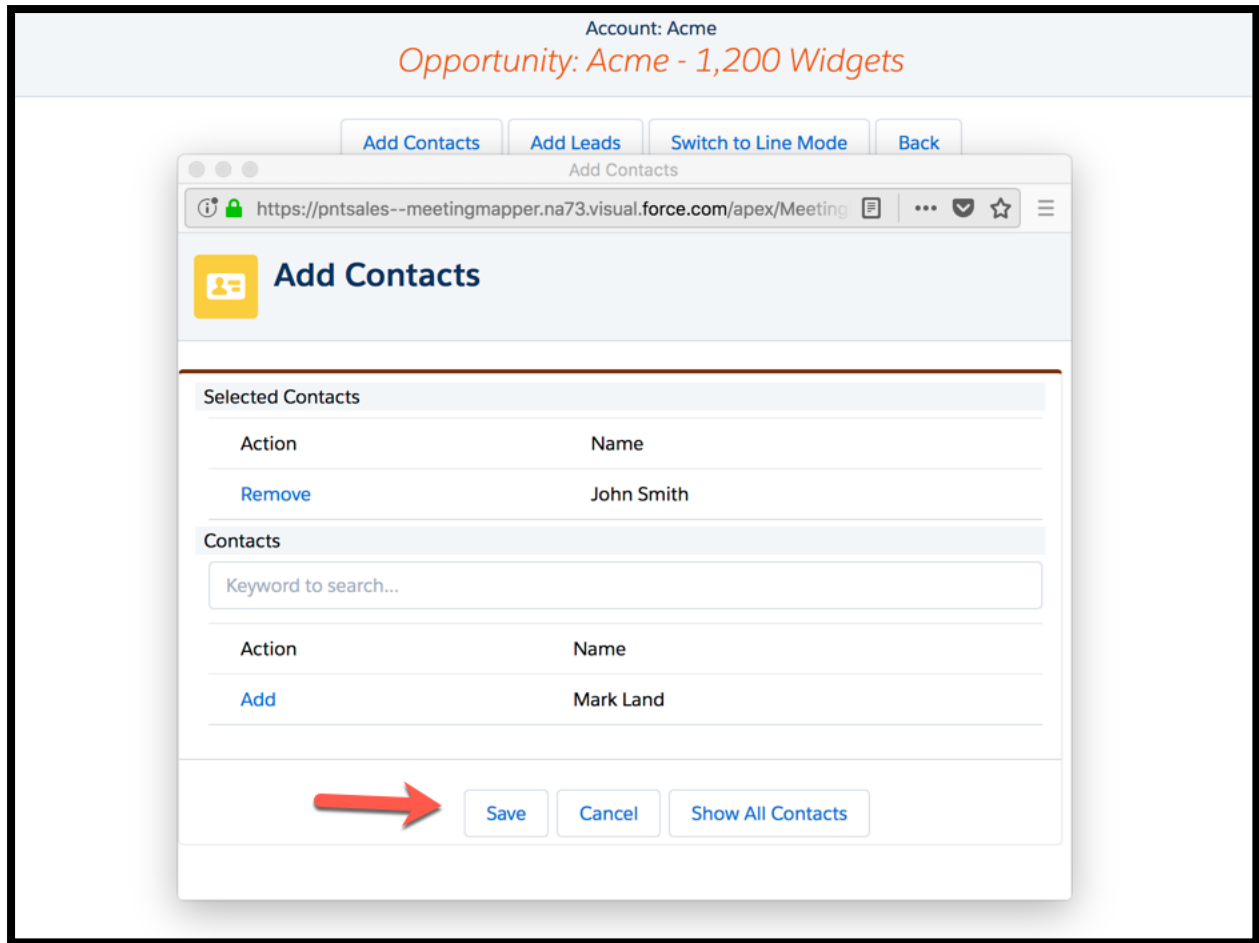 Account: Acme
Opportunity: Acme - 1,200 Widgets
Add Contacts Add Leads Switch to Line Mode Back
Add Contacts
https://pntsales--meetingmapper.na73.visual.force.com/apex/Meeting
Add Contacts
Selected Contacts
Action Name
Remove John Smith
Contacts
Keyword to search...
Action Name
Add Mark Land
Save Cancel Show All Contacts